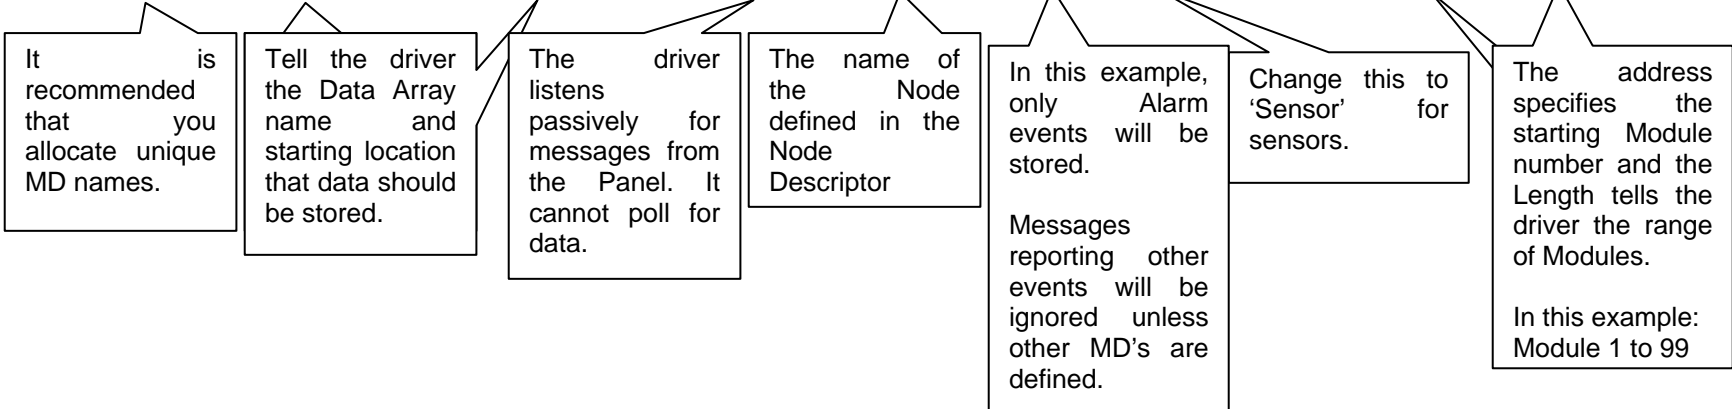 It is
recommended
that you
allocate unique
MD names.
Tell the driver
the Data Array
name and
starting location
that data should
be stored.
The driver
listens
passively for
messages from
the Panel. It
cannot poll for
data.
The name of
the Node
defined in the
Node
Descriptor
In this example,
only Alarm
events will be
stored.
Messages
reporting other
events will be
ignored unless
other MD's are
defined.
Change this to
‘Sensor’ for
sensors.
The address
specifies the
starting Module
number and the
Length tells the
driver the range
of Modules.
In this example:
Module 1 to 99